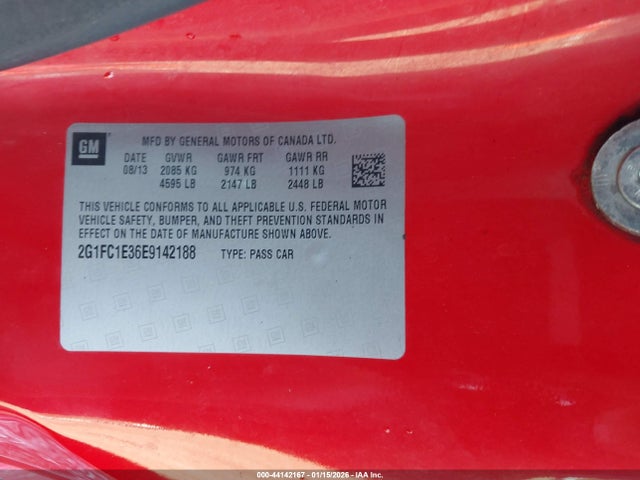 GM
MFD BY GENERAL MOTORS OF CANADA LTD.
DATE GVWR GAWR FRT GAWR RR
08/13 2085 KG 974 KG 1111 KG
4595 LB 2147 LB 2448 LB
THIS VEHICLE CONFORMS TO ALL APPLICABLE U.S. FEDERAL MOTOR
VEHICLE SAFETY, BUMPER, AND THEFT PREVENTION STANDARDS IN
EFFECT ON THE DATE OF MANUFACTURE SHOWN ABOVE.
2G1FC1E36E9142188 TYPE: PASS CAR
000-44142167 - 01/15/2026 - IAA Inc.